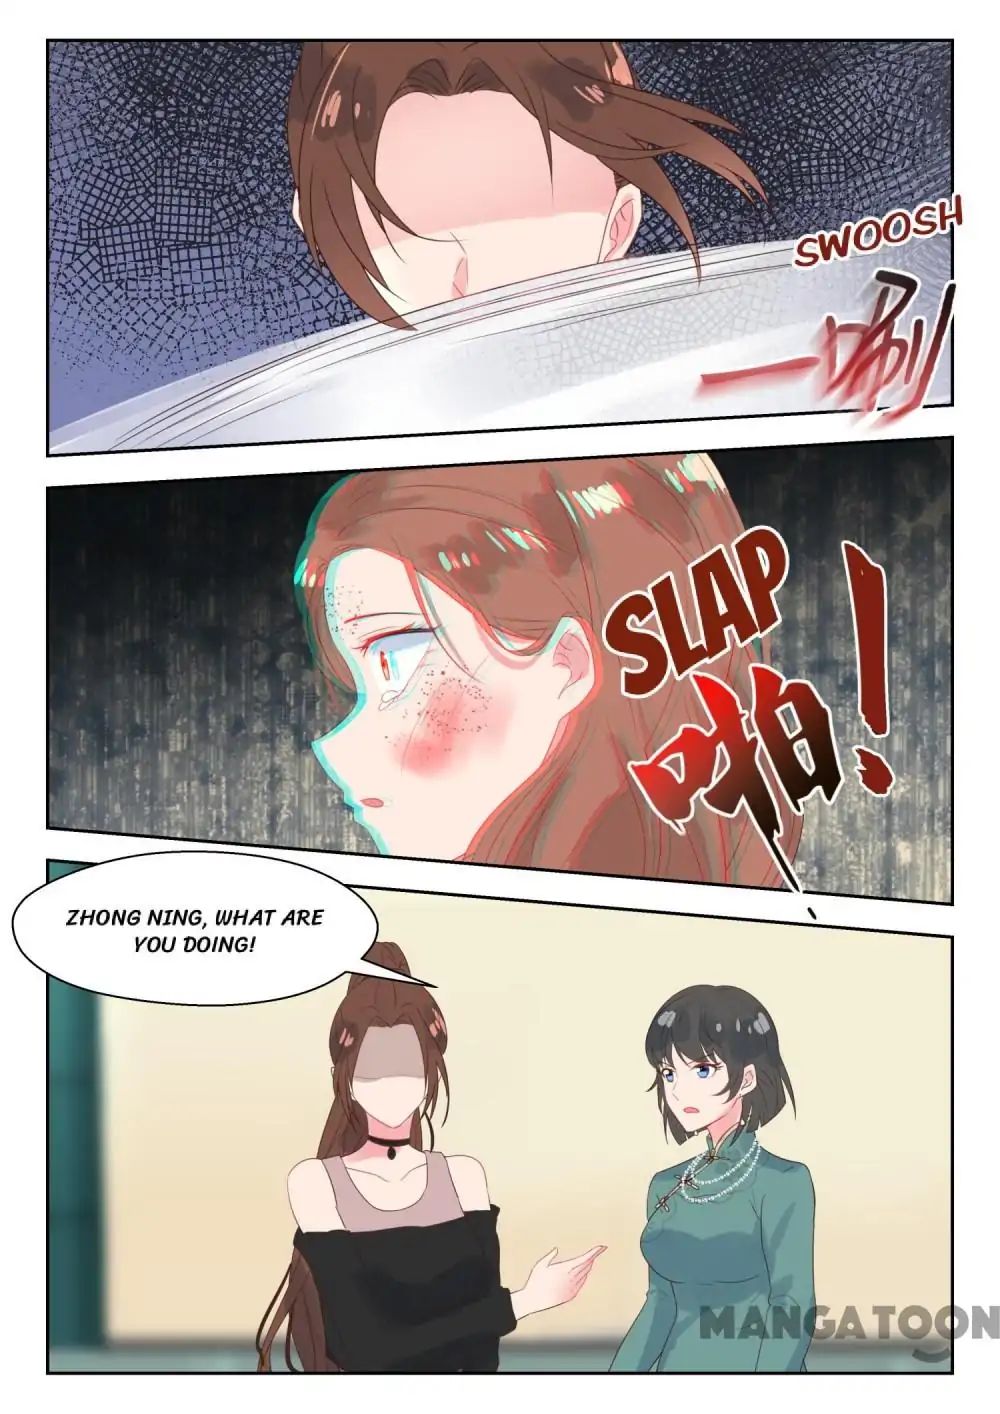 SWOOSH
一唰
SLAP
啪!
ZHONG NING, WHAT ARE
YOU DOING!
MANGATOON